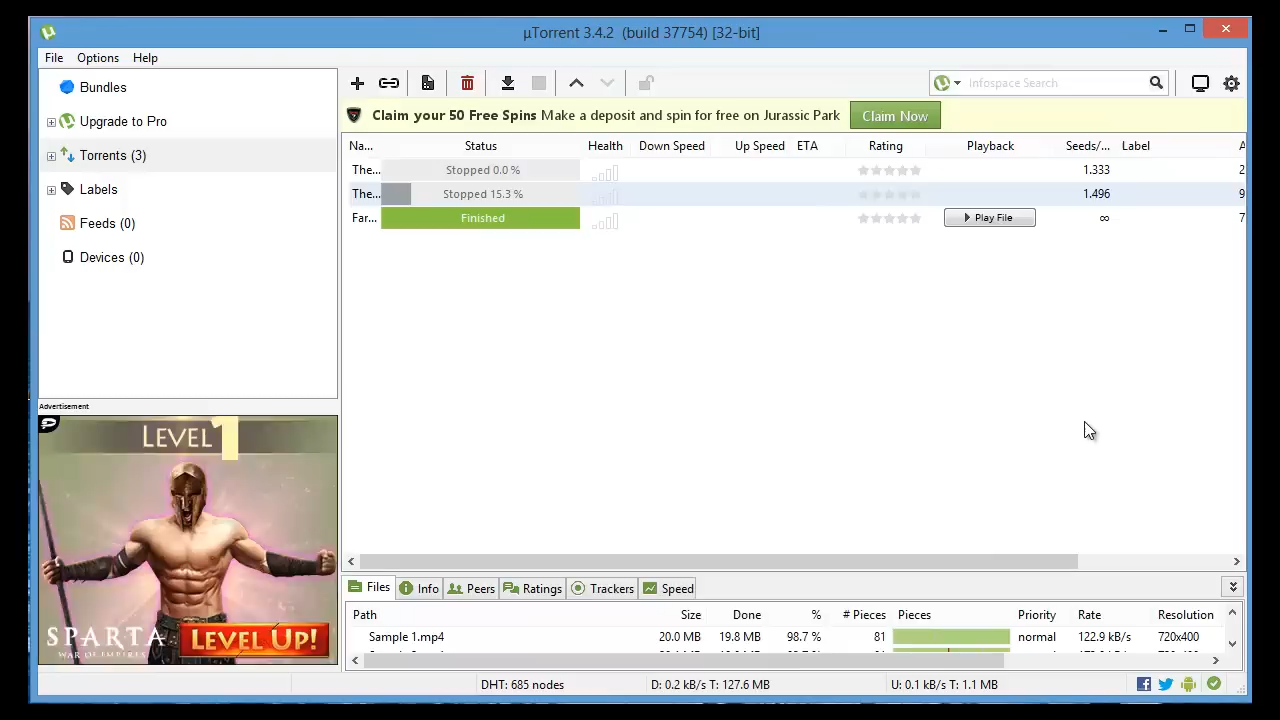 µTorrent 3.4.2 (build 37754) [32-bit]
File Options Help
Bundles
Upgrade to Pro
Torrents (3)
Labels
Feeds (0)
Devices (0)
Infospace Search
Claim your 50 Free Spins Make a deposit and spin for free on Jurassic Park Claim Now
Na... Status Health Down Speed Up Speed ETA Rating Playback Seeds/... Label A
The... Stopped 0.0 % 1.333 2
The... Stopped 15.3 % 1.496 9
Far... Finished Play File ∞ 7
Advertisement
LEVEL 1
SPARTA
WAR OF EMPIRES
LEVEL UP!
Files Info Peers Ratings Trackers Speed
Path Size Done % # Pieces Pieces Priority Rate Resolution
Sample 1.mp4 20.0 MB 19.8 MB 98.7 % 81 normal 122.9 kB/s 720x400
DHT: 685 nodes D: 0.2 kB/s T: 127.6 MB U: 0.1 kB/s T: 1.1 MB